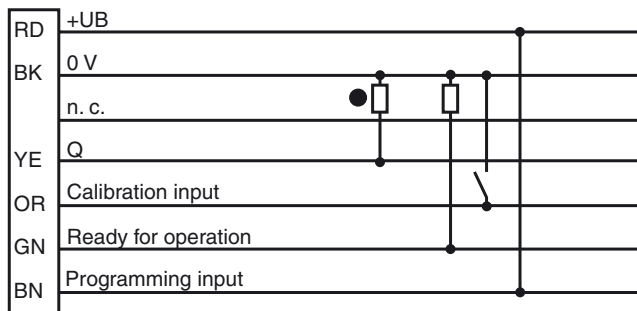 RD +UB
BK 0 V
n. c.
YE Q
OR Calibration input
GN Ready for operation
BN Programming input